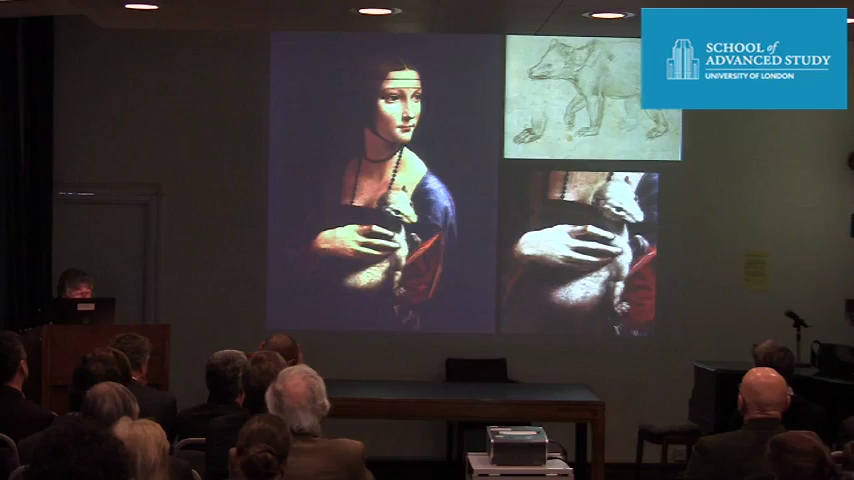 SCHOOL of
ADVANCED STUDY
UNIVERSITY OF LONDON